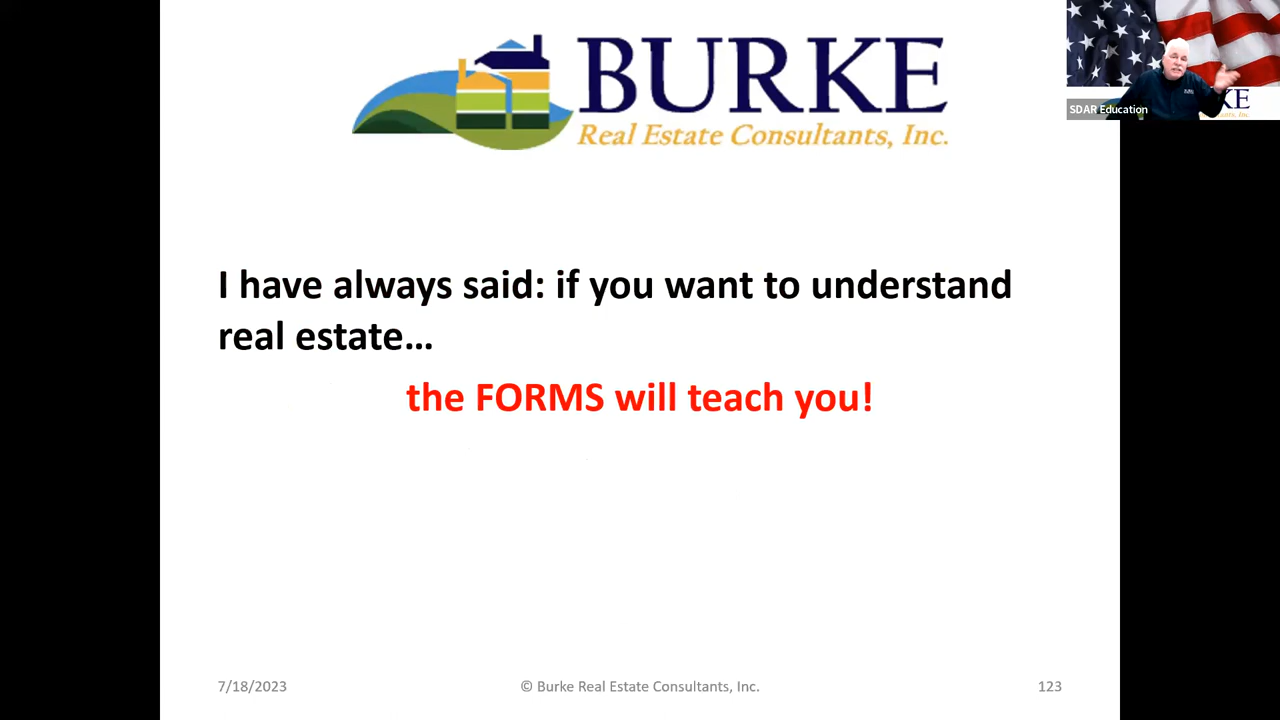 BURKE
Real Estate Consultants, Inc.
SDAR Education
I have always said: if you want to understand
real estate…
the FORMS will teach you!
7/18/2023
© Burke Real Estate Consultants, Inc.
123